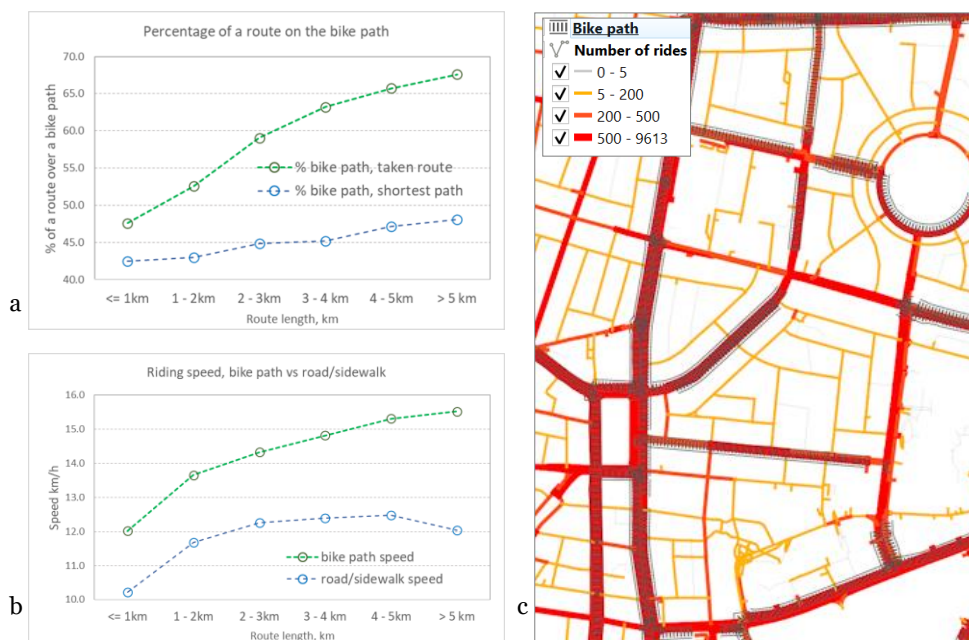 Percentage of a route on the bike path
% of a route over a bike path
70.0
65.0
60.0
55.0
50.0
45.0
40.0
% bike path, taken route
% bike path, shortest path
<= 1km 1 - 2km 2 - 3km 3 - 4 km 4 - 5km > 5 km
Route length, km
a
Riding speed, bike path vs road/sidewalk
Speed km/h
16.0
15.0
14.0
13.0
12.0
11.0
10.0
bike path speed
road/sidewalk speed
<= 1km 1 - 2km 2 - 3km 3 - 4km 4 - 5km > 5 km
Route length, km
b
Bike path
Number of rides
0 - 5
5 - 200
200 - 500
500 - 9613
c